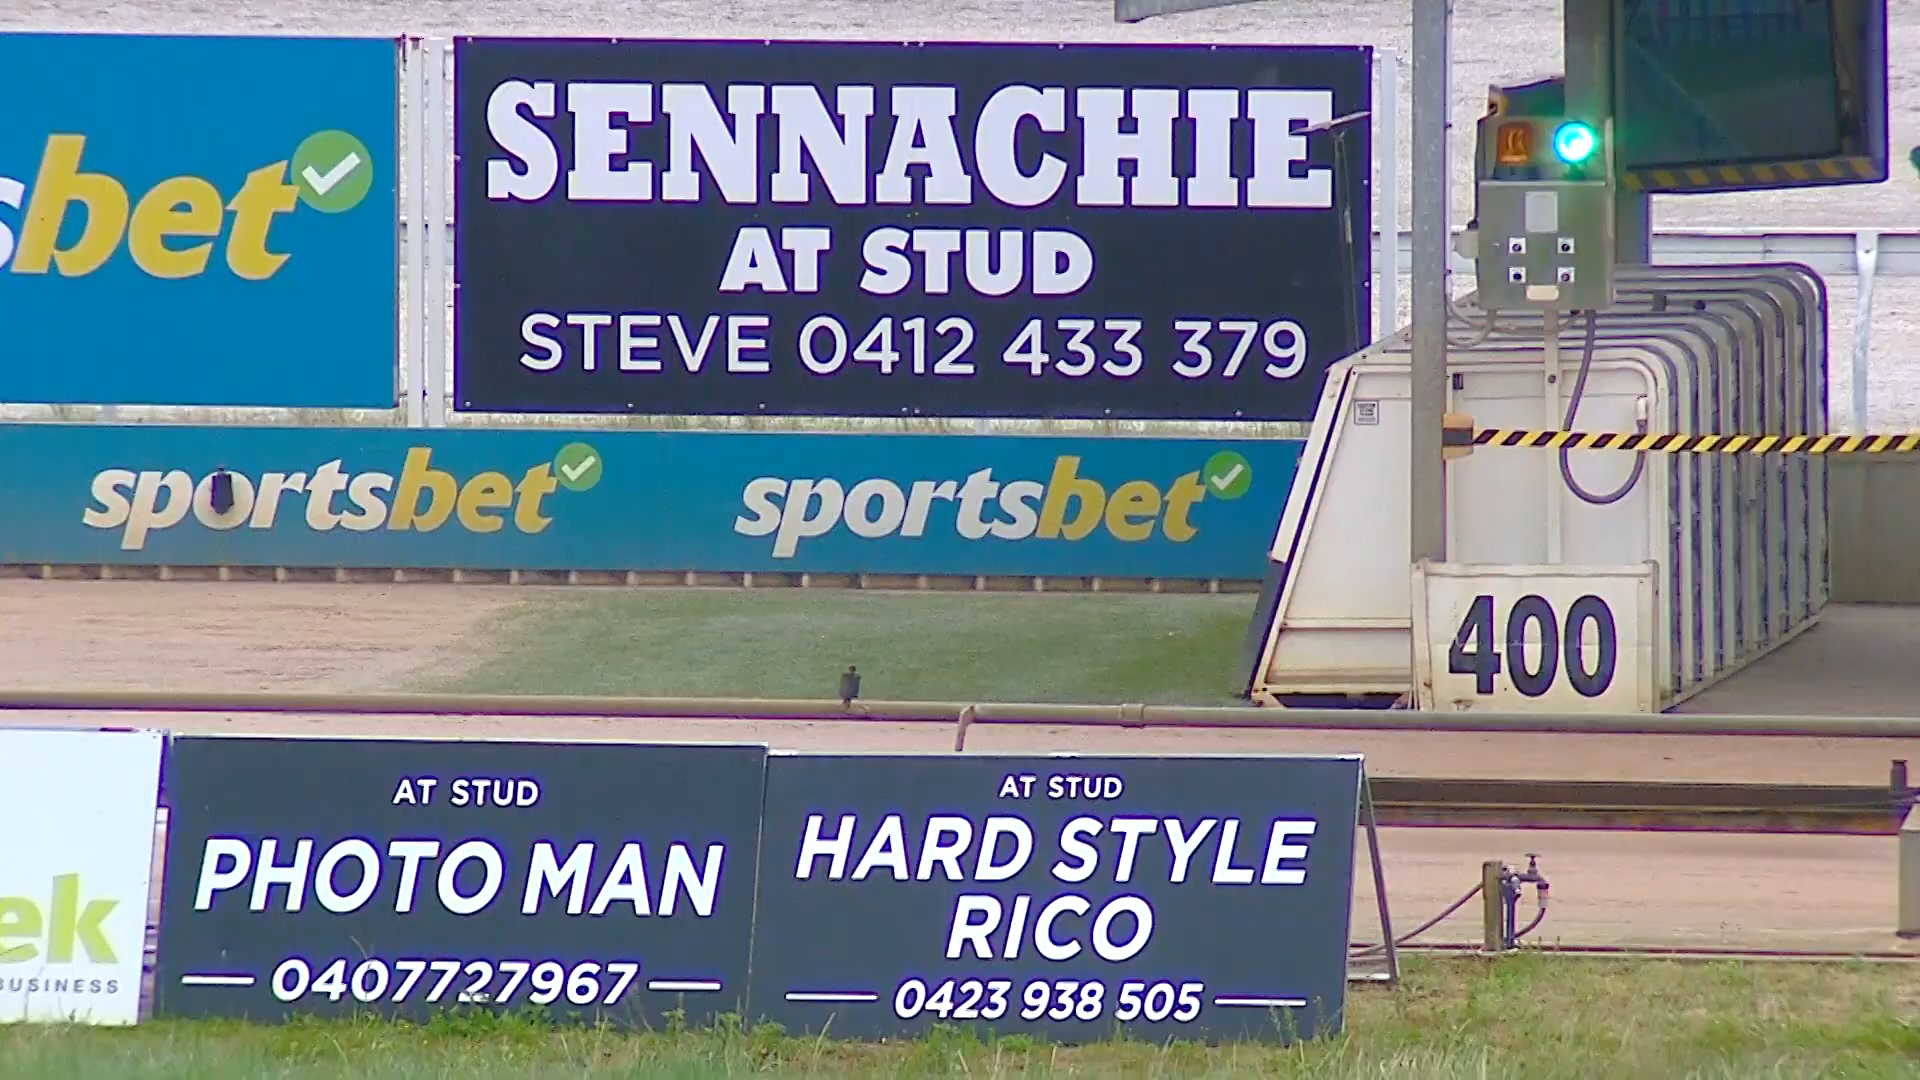 sbet
SENNACHIE
AT STUD
STEVE 0412 433 379
sportsbet
sportsbet
400
AT STUD
PHOTO MAN
0407727967
AT STUD
HARD STYLE
RICO
0423 938 505
ek
BUSINESS